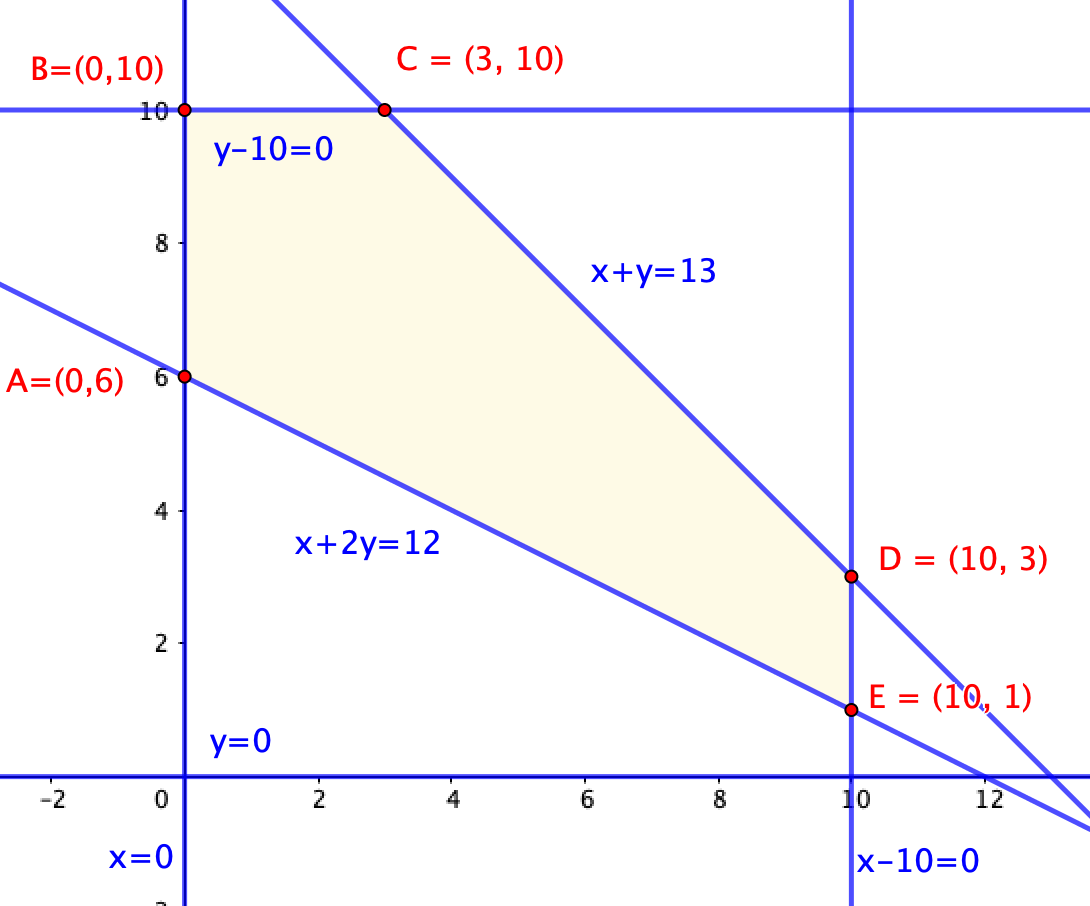 C = (3, 10)
B=(0,10)
10
y-10=0
8
x+y=13
6
A=(0,6)
4
x+2y=12
D = (10, 3)
2
E = (10, 1)
y=0
-2
0
2
4
6
8
10
12
x=0
x-10=0